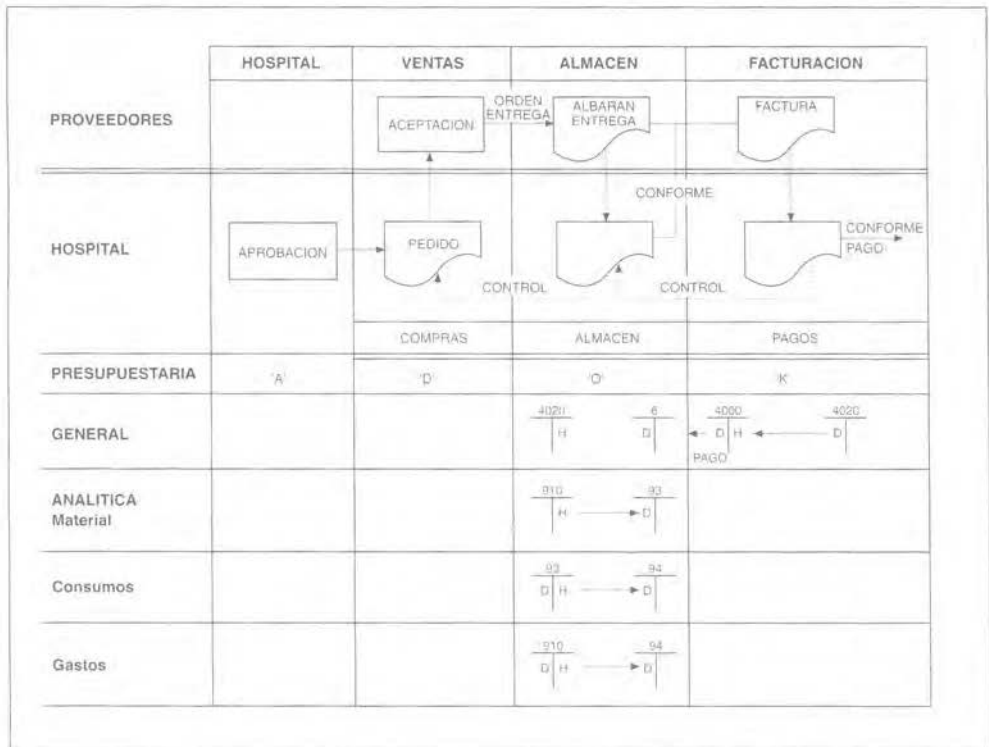 HOSPITAL VENTAS ALMACEN FACTURACION
PROVEEDORES
ACEPTACION
ORDEN
ENTREGA
ALBARAN
ENTREGA
FACTURA
CONFORME
HOSPITAL
APROBACION
PEDIDO
CONFORME
PAGO
CONTROL
CONTROL
COMPRAS ALMACEN PAGOS
PRESUPUESTARIA 'A' 'D' 'O' 'K'
GENERAL
4020 6 4000 4020
H D D H D
PAGO
ANALITICA
Material
910 93
H D
Consumos
93 94
D H D
Gastos
910 94
D H D